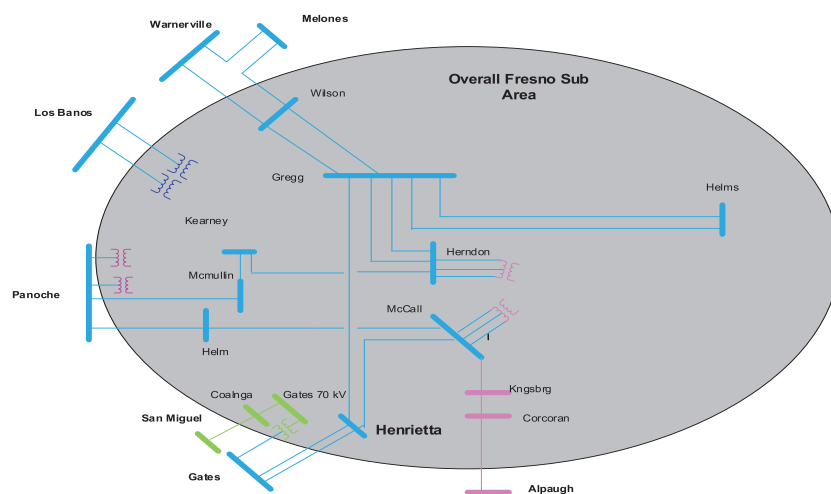 Melones
Warnerville
Overall Fresno Sub
Area
Wilson
Los Banos
Gregg
Helms
Kearney
Herndon
Mcmullin
Panoche
McCall
I
Helm
Coalnga
Gates 70 kV
Kngsbrg
San Miguel
Henrietta
Corcoran
Gates
Alpaugh